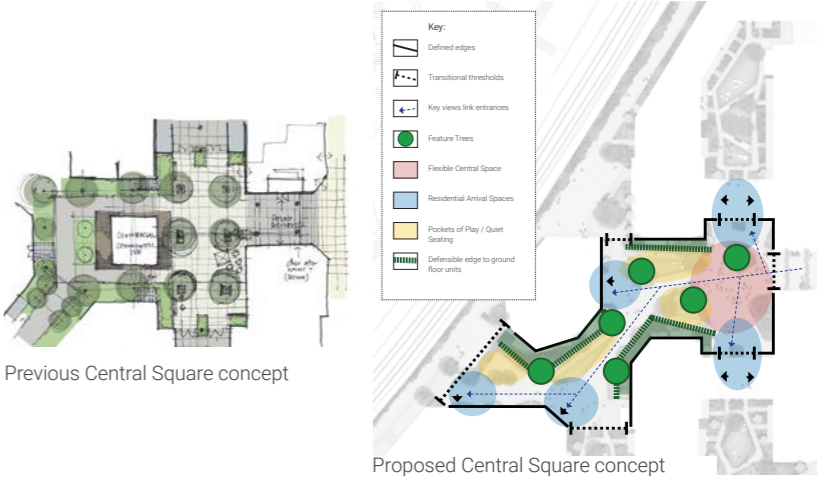 Key:
Defined edges
Transitional thresholds
Key views link entrances
Feature Trees
Flexible Central Space
Residential Arrival Spaces
Pockets of Play / Quiet
Seating
Defensible edge to ground
floor units
Previous Central Square concept
Proposed Central Square concept